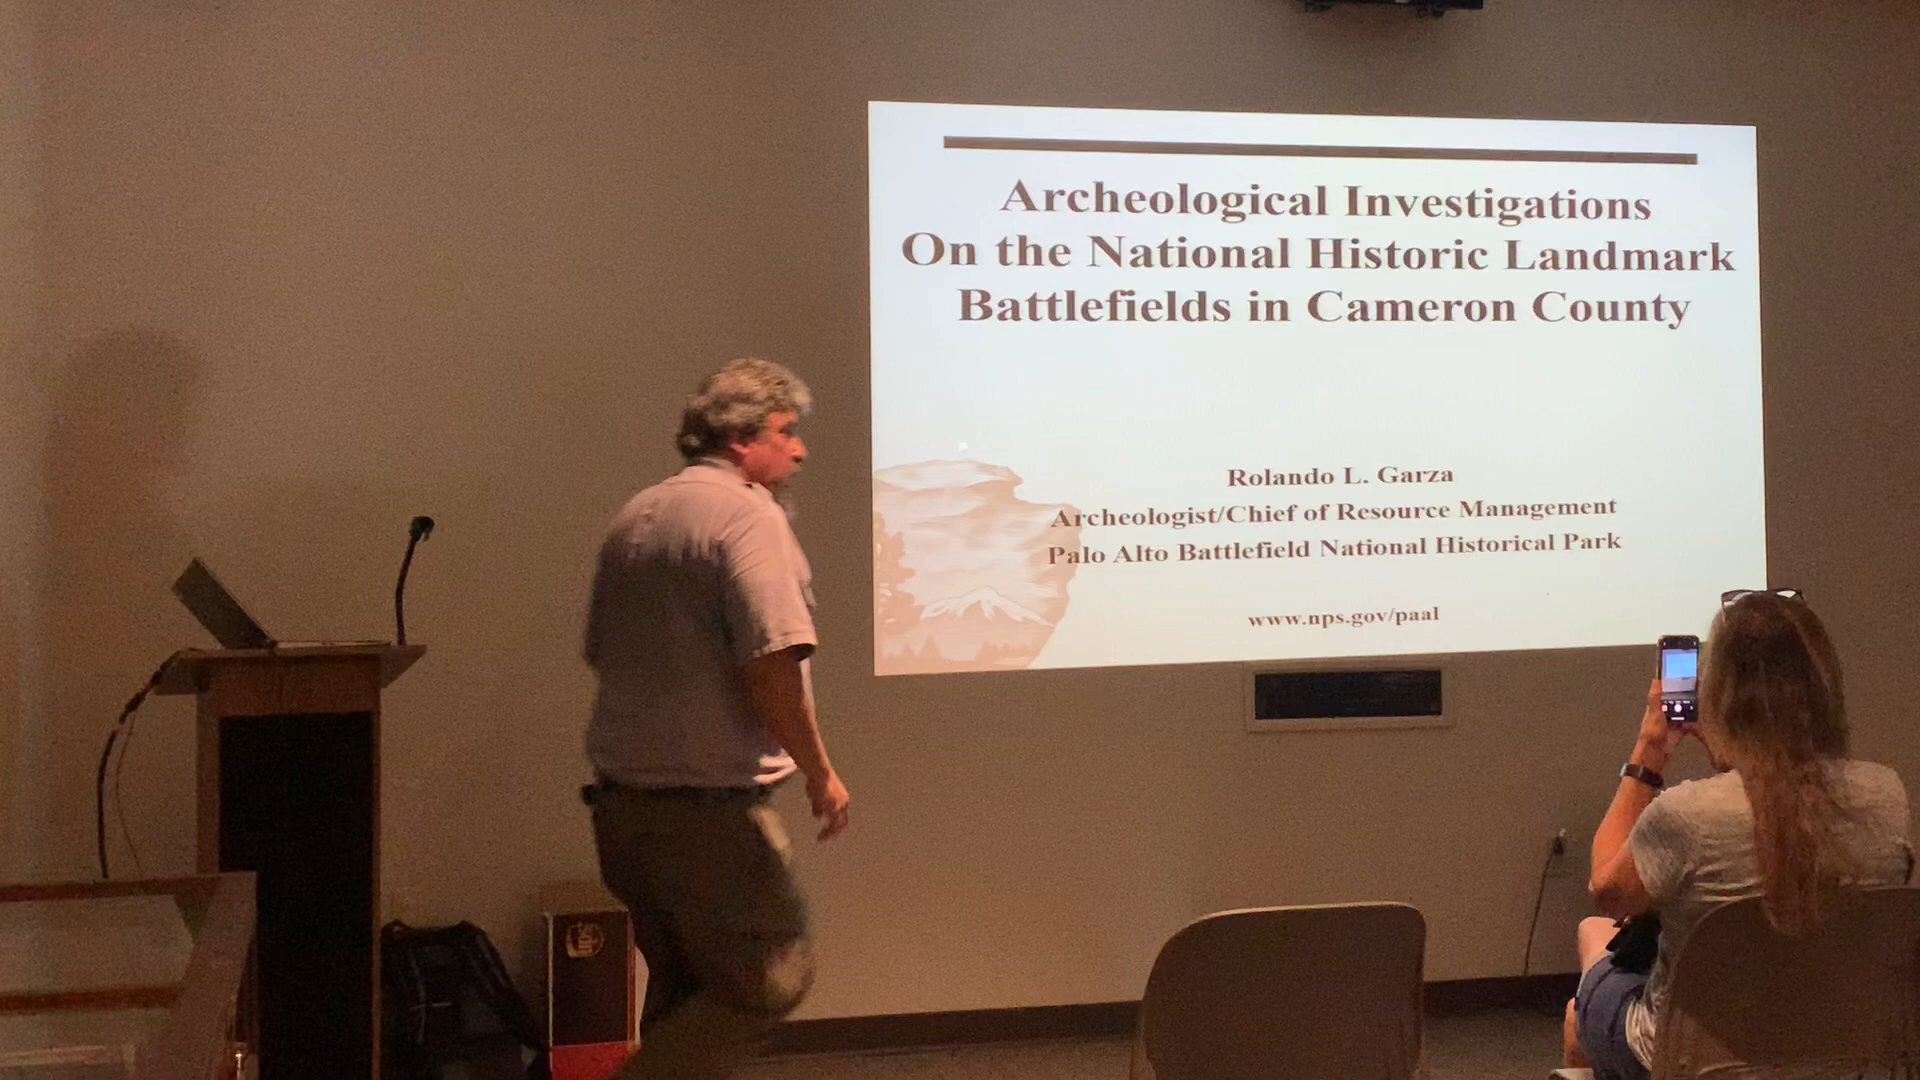 Archeological Investigations
On the National Historic Landmark
Battlefields in Cameron County
Rolando L. Garza
Archeologist/Chief of Resource Management
Palo Alto Battlefield National Historical Park
www.nps.gov/paal
ups